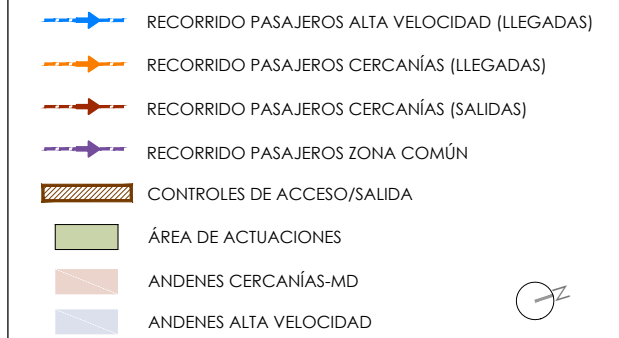 RECORRIDO PASAJEROS ALTA VELOCIDAD (LLEGADAS)
RECORRIDO PASAJEROS CERCANÍAS (LLEGADAS)
RECORRIDO PASAJEROS CERCANÍAS (SALIDAS)
RECORRIDO PASAJEROS ZONA COMÚN
CONTROLES DE ACCESO/SALIDA
ÁREA DE ACTUACIONES
ANDENES CERCANÍAS-MD
N
ANDENES ALTA VELOCIDAD